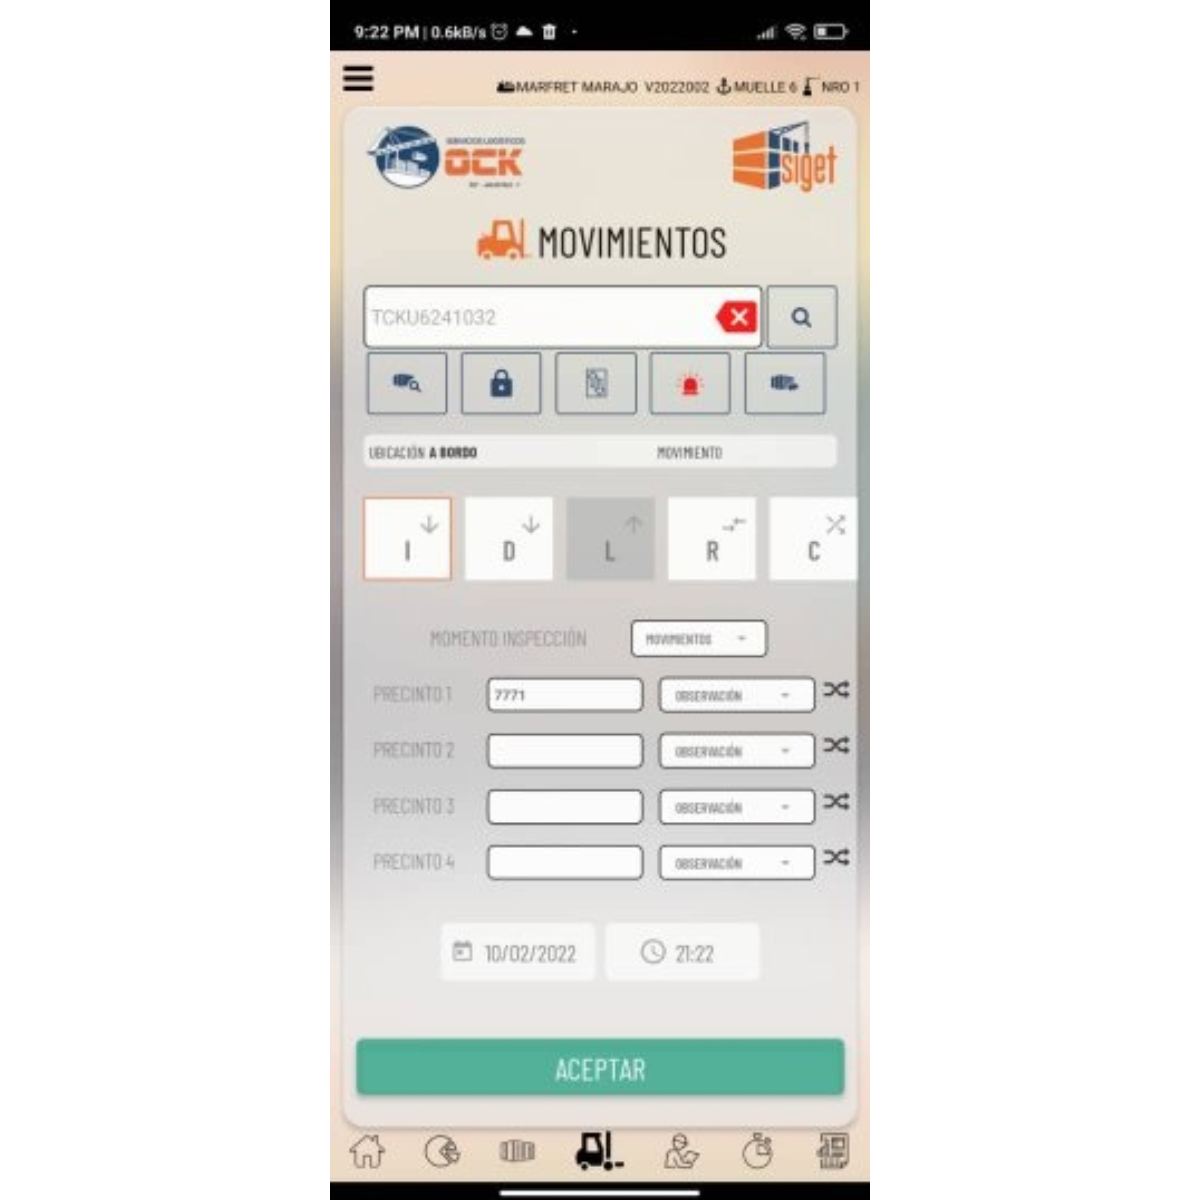 9:22 PM | 0.6kB/s
MARFRET MARAJO V2022002 MUELLE 6 NRO 1
SERVICIOS LOGISTICOS
OCK
siget
MOVIMIENTOS
TCKU6241032
UBICACIÓN A BORDO MOVIMIENTO
I D L R C
MOMENTO INSPECCIÓN MOVIMIENTOS
PRECINTO 1 7771 OBSERVACIÓN
PRECINTO 2 OBSERVACIÓN
PRECINTO 3 OBSERVACIÓN
PRECINTO 4 OBSERVACIÓN
10/02/2022 21:22
ACEPTAR